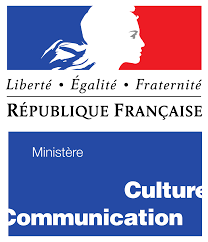 Liberté • Égalité • Fraternité
RÉPUBLIQUE FRANÇAISE
Ministère
Culture
Communication